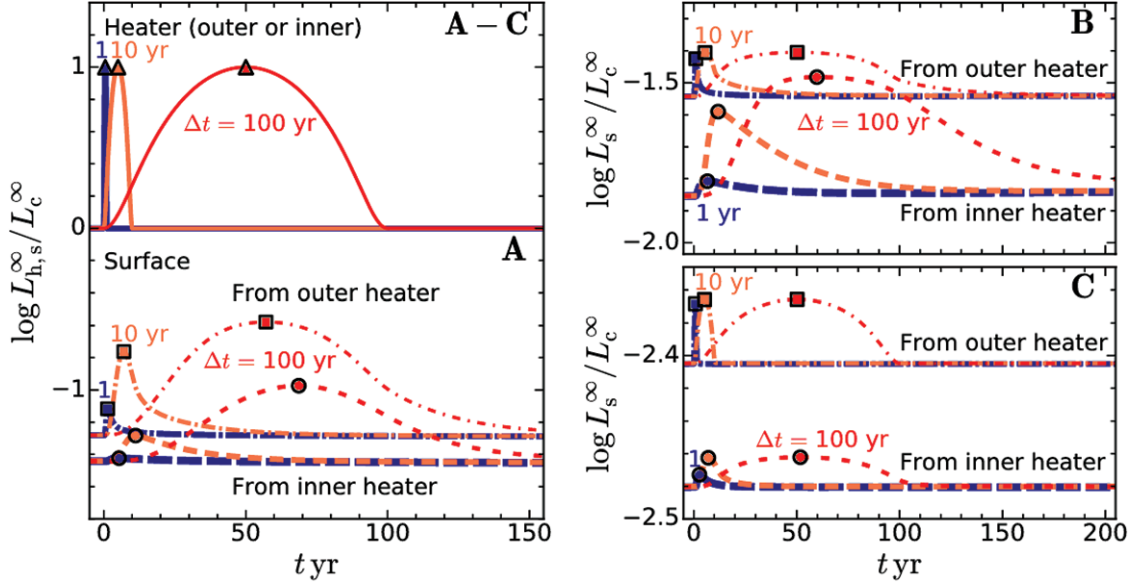 Heater (outer or inner)
A – C
1
10 yr
Δt = 100 yr
1
0
−1
log L∞h,s/L∞c
Surface
A
From outer heater
10 yr
Δt = 100 yr
1
From inner heater
0
50
100
150
t yr
B
10 yr
1
From outer heater
Δt = 100 yr
1 yr
From inner heater
−1.5
−2.0
log L∞s/L∞c
C
10 yr
1
From outer heater
Δt = 100 yr
1
From inner heater
−2.4
−2.5
log L∞s/L∞c
0
50
100
150
200
t yr